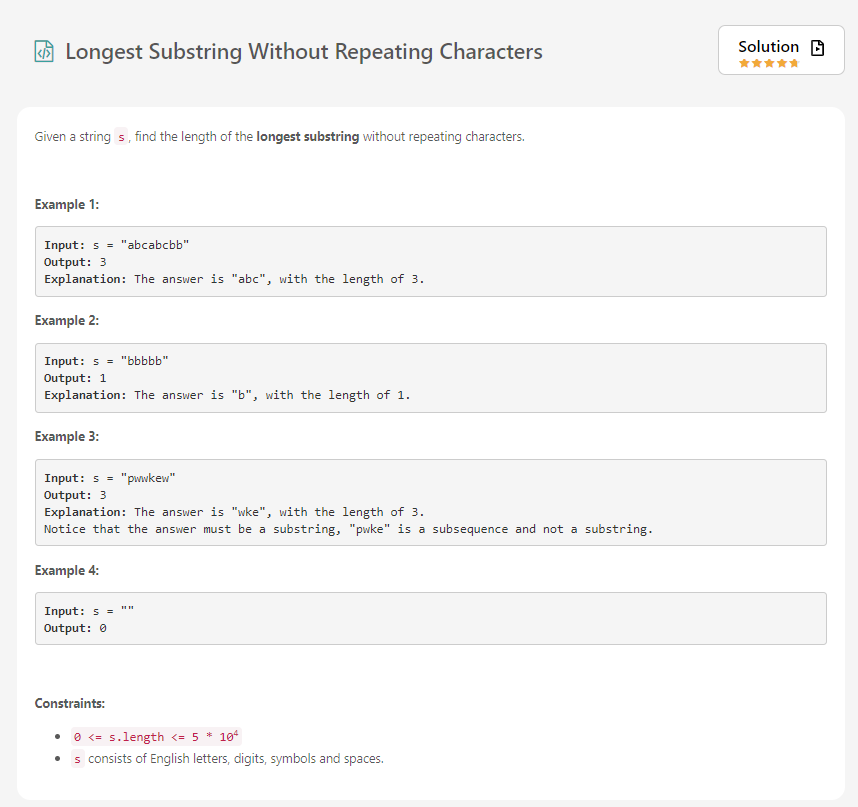 Longest Substring Without Repeating Characters
Solution
Given a string s, find the length of the longest substring without repeating characters.
Example 1:
Input: s = "abcabcbb"
Output: 3
Explanation: The answer is "abc", with the length of 3.
Example 2:
Input: s = "bbbbb"
Output: 1
Explanation: The answer is "b", with the length of 1.
Example 3:
Input: s = "pwwkew"
Output: 3
Explanation: The answer is "wke", with the length of 3.
Notice that the answer must be a substring, "pwke" is a subsequence and not a substring.
Example 4:
Input: s = ""
Output: 0
Constraints:
• 0 <= s.length <= 5 * 10⁴
• s consists of English letters, digits, symbols and spaces.